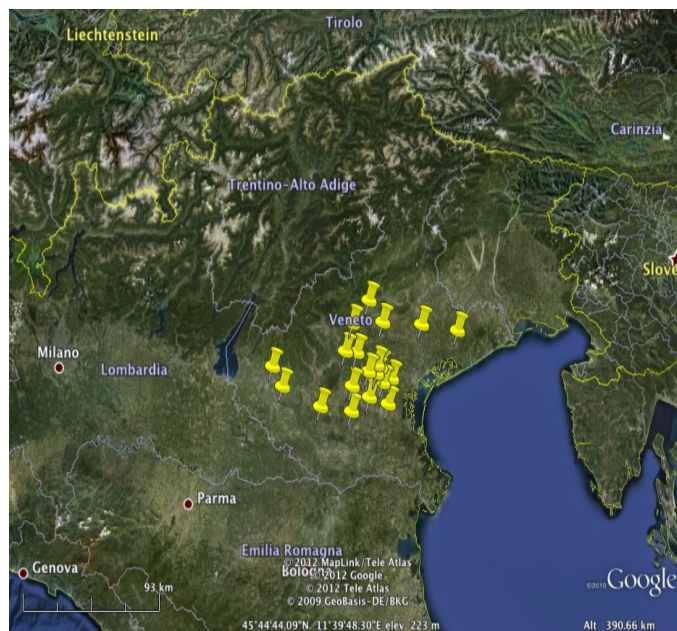 Tirolo
Liechtenstein
Carinzia
Trentino-Alto Adige
Slove
Veneto
Milano
Lombardia
Parma
Emilia Romagna
© 2012 MapLink/Tele Atlas
Bologna
© 2012 Google
© 2012 Tele Atlas
© 2009 GeoBasis-DE/BKG
Genova
93 km
©2010 Google
45°44'44.09"N 11°39'48.30"E elev 223 m
Alt 390.66 km